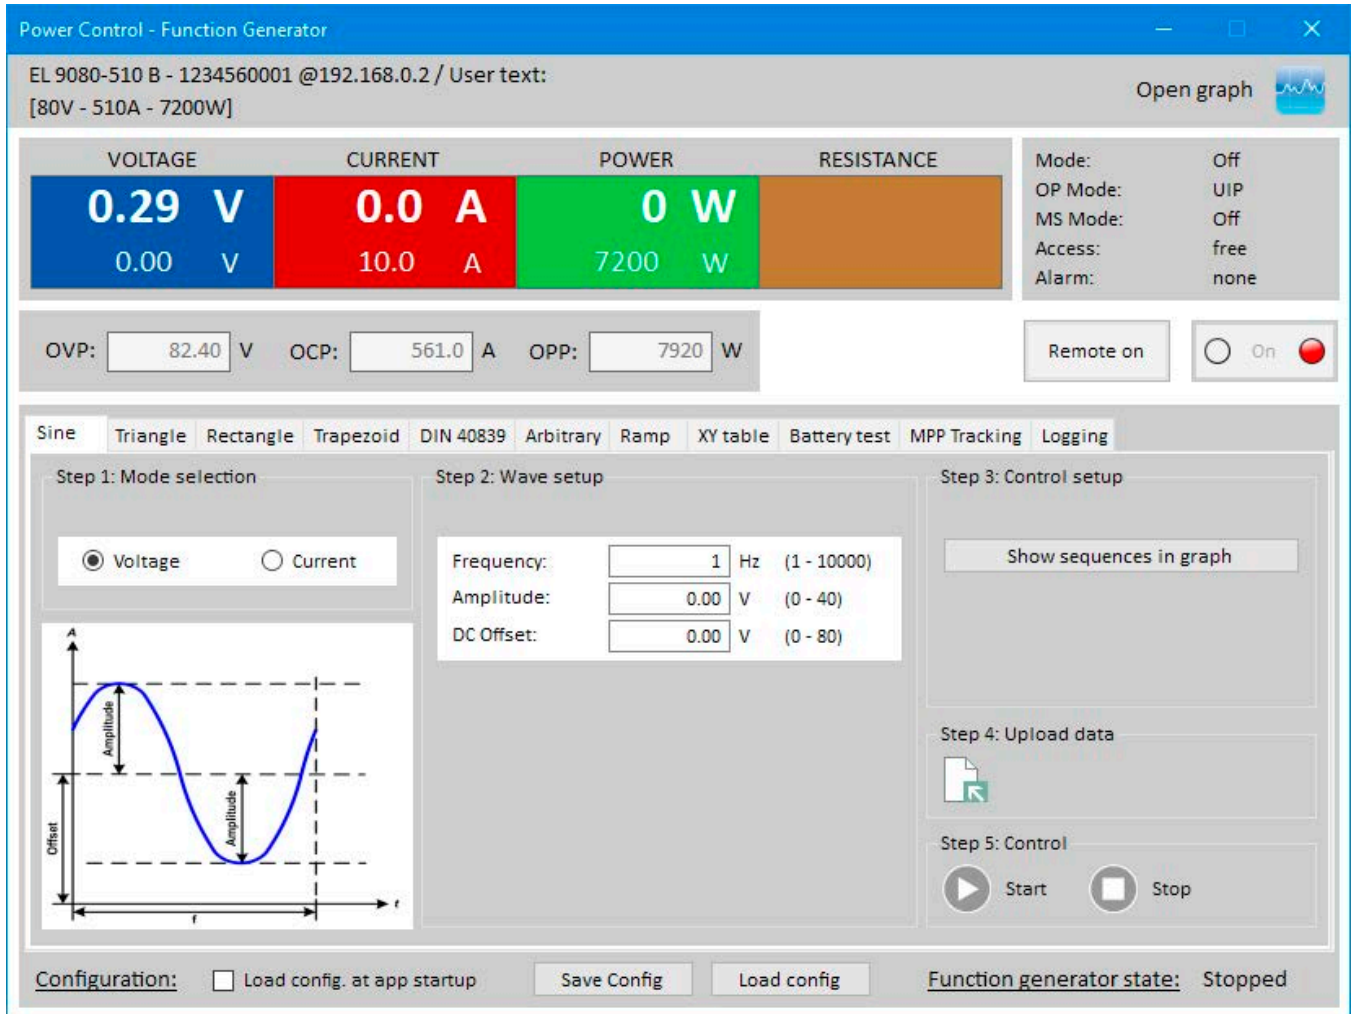 Power Control - Function Generator
EL 9080-510 B - 1234560001 @192.168.0.2 / User text:
[80V - 510A - 7200W]
Open graph
VOLTAGE CURRENT POWER RESISTANCE
0.29 V 0.0 A 0 W
0.00 V 10.0 A 7200 W
Mode: Off
OP Mode: UIP
MS Mode: Off
Access: free
Alarm: none
OVP: 82.40 V OCP: 561.0 A OPP: 7920 W
Remote on
On
Sine Triangle Rectangle Trapezoid DIN 40839 Arbitrary Ramp XY table Battery test MPP Tracking Logging
Step 1: Mode selection
Voltage Current
A
Amplitude
Amplitude
Offset
t
f
Step 2: Wave setup
Frequency: 1 Hz (1 - 10000)
Amplitude: 0.00 V (0 - 40)
DC Offset: 0.00 V (0 - 80)
Step 3: Control setup
Show sequences in graph
Step 4: Upload data
Step 5: Control
Start Stop
Configuration: Load config. at app startup Save Config Load config Function generator state: Stopped